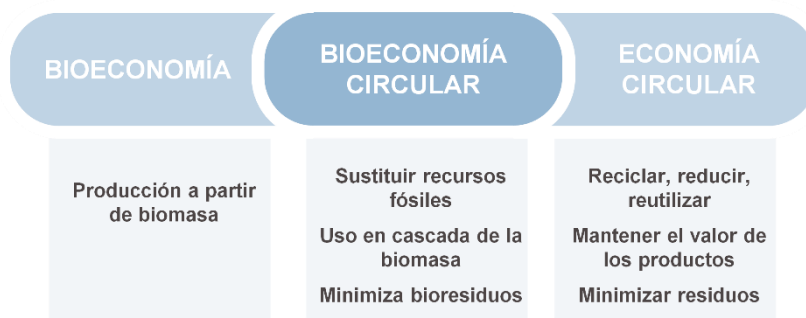 BIOECONOMÍA
BIOECONOMÍA
CIRCULAR
ECONOMÍA
CIRCULAR
Producción a partir
de biomasa
Sustituir recursos
fósiles
Uso en cascada de la
biomasa
Minimiza bioresiduos
Reciclar, reducir,
reutilizar
Mantener el valor de
los productos
Minimizar residuos